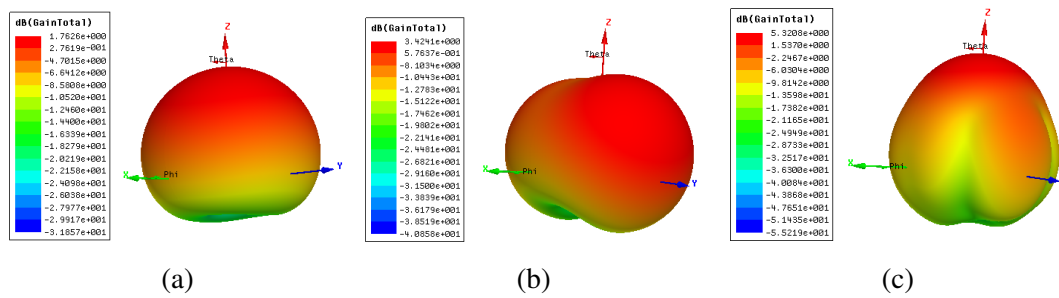 dB(GainTotal)
1.7626e+000
2.7619e-001
-4.7015e+000
-6.6412e+000
-8.5808e+000
-1.0520e+001
-1.2460e+001
-1.4400e+001
-1.6339e+001
-1.8279e+001
-2.0219e+001
-2.2158e+001
-2.4098e+001
-2.6038e+001
-2.7977e+001
-2.9917e+001
-3.1857e+001
Z
Theta
X
Phi
Y
(a)
dB(GainTotal)
3.4241e+000
5.7637e-001
-8.1034e+000
-1.0443e+001
-1.2783e+001
-1.5122e+001
-1.7462e+001
-1.9802e+001
-2.2141e+001
-2.4481e+001
-2.6821e+001
-2.9160e+001
-3.1500e+001
-3.3839e+001
-3.6179e+001
-3.8519e+001
-4.0858e+001
Z
Theta
X
Phi
Y
(b)
dB(GainTotal)
5.3208e+000
1.5370e+000
-2.2467e+000
-6.0304e+000
-9.8142e+000
-1.3598e+001
-1.7382e+001
-2.1165e+001
-2.4949e+001
-2.8733e+001
-3.2517e+001
-3.6300e+001
-4.0084e+001
-4.3868e+001
-4.7651e+001
-5.1435e+001
-5.5219e+001
Z
Theta
X
Phi
(c)